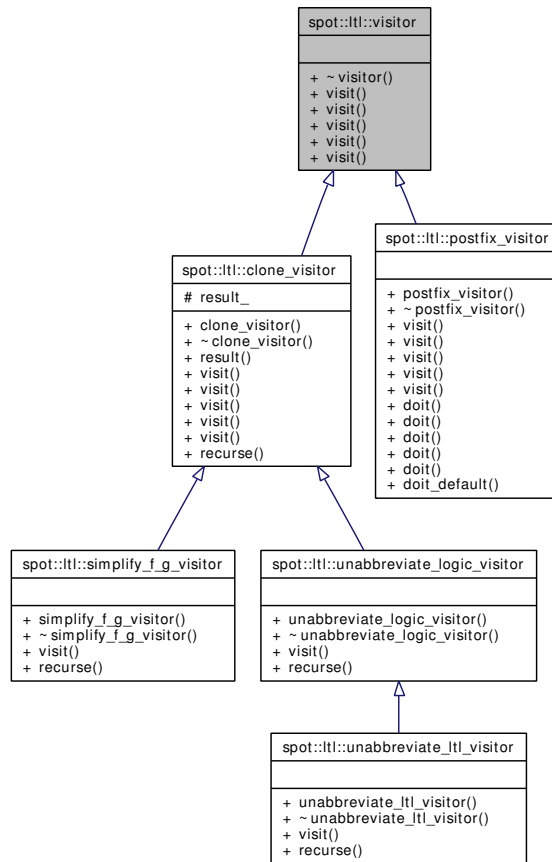 spot::ltl::visitor
+ ~ visitor()
+ visit()
+ visit()
+ visit()
+ visit()
+ visit()
spot::ltl::clone_visitor
# result_
+ clone_visitor()
+ ~ clone_visitor()
+ result()
+ visit()
+ visit()
+ visit()
+ visit()
+ visit()
+ recurse()
spot::ltl::postfix_visitor
+ postfix_visitor()
+ ~ postfix_visitor()
+ visit()
+ visit()
+ visit()
+ visit()
+ visit()
+ doit()
+ doit()
+ doit()
+ doit()
+ doit()
+ doit_default()
spot::ltl::simplify_f_g_visitor
+ simplify_f_g_visitor()
+ ~ simplify_f_g_visitor()
+ visit()
+ recurse()
spot::ltl::unabbreviate_logic_visitor
+ unabbreviate_logic_visitor()
+ ~ unabbreviate_logic_visitor()
+ visit()
+ recurse()
spot::ltl::unabbreviate_ltl_visitor
+ unabbreviate_ltl_visitor()
+ ~ unabbreviate_ltl_visitor()
+ visit()
+ recurse()